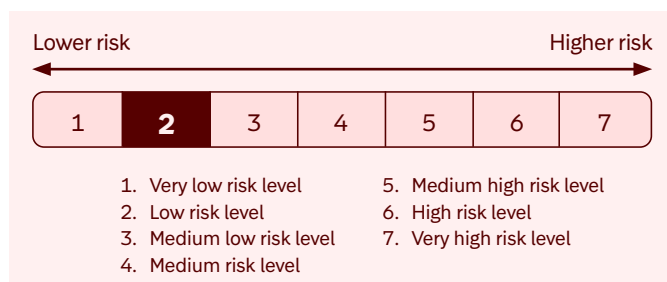 Lower risk Higher risk
1 2 3 4 5 6 7
1. Very low risk level
2. Low risk level
3. Medium low risk level
4. Medium risk level
5. Medium high risk level
6. High risk level
7. Very high risk level